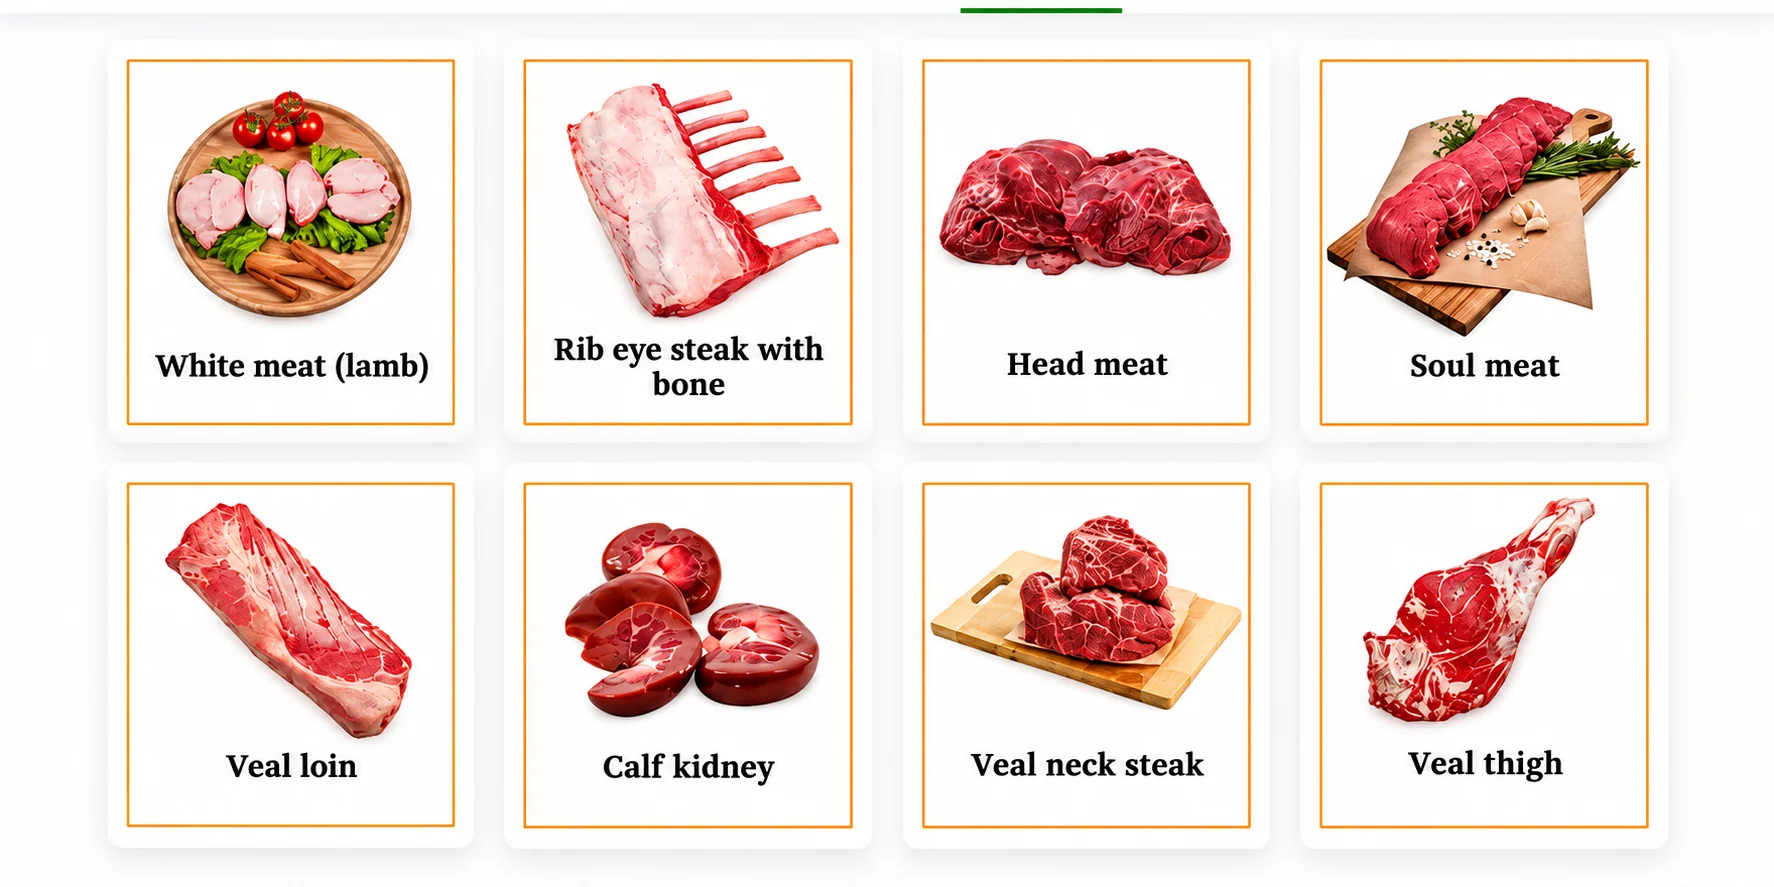 White meat (lamb)
Rib eye steak with
bone
Head meat
Soul meat
Veal loin
Calf kidney
Veal neck steak
Veal thigh